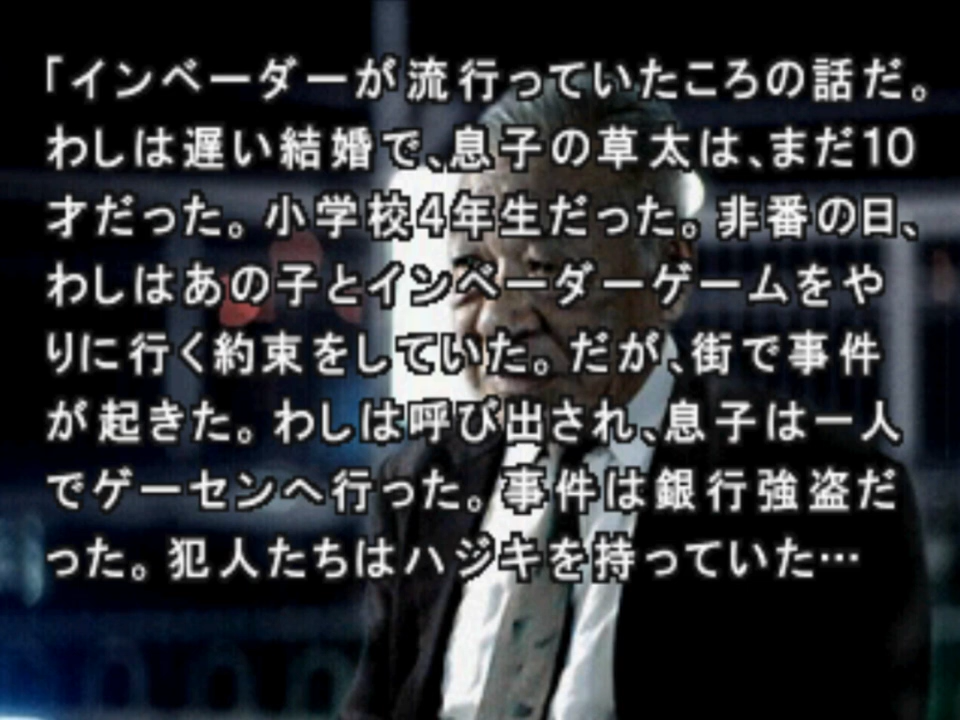 「インベーダーが流行っていたころの話だ。
わしは遅い結婚で、息子の草太は、まだ10
才だった。小学校4年生だった。非番の日、
わしはあの子とインベーダーゲームをや
りに行く約束をしていた。だが、街で事件
が起きた。わしは呼び出され、息子は一人
でゲーセンへ行った。事件は銀行強盗だ
った。犯人たちはハジキを持っていた…